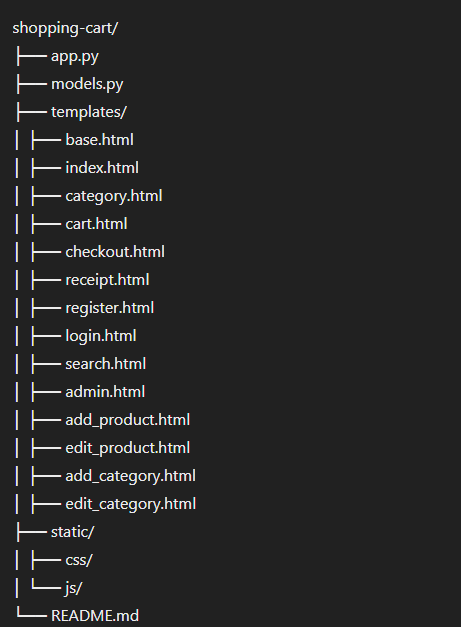 shopping-cart/
├── app.py
├── models.py
├── templates/
│ ├── base.html
│ ├── index.html
│ ├── category.html
│ ├── cart.html
│ ├── checkout.html
│ ├── receipt.html
│ ├── register.html
│ ├── login.html
│ ├── search.html
│ ├── admin.html
│ ├── add_product.html
│ ├── edit_product.html
│ ├── add_category.html
│ ├── edit_category.html
├── static/
│ ├── css/
│ └── js/
└── README.md